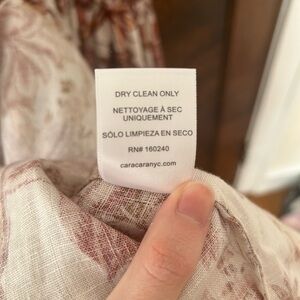 DRY CLEAN ONLY
NETTOYAGE À SEC
UNIQUEMENT
SÓLO LIMPIEZA EN SECO
RN# 160240
caracaranyc.com